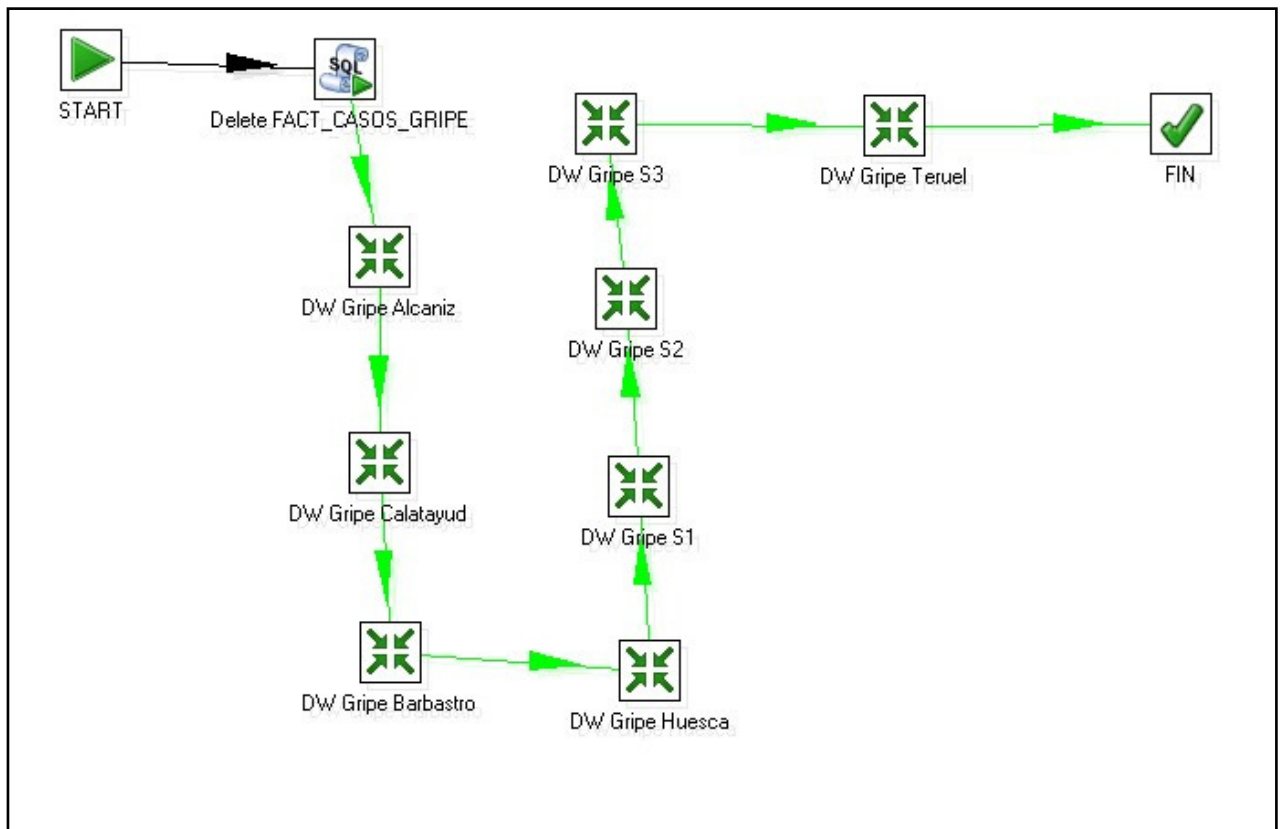 START
SQL
Delete FACT_CASOS_GRIPE
DW Gripe Alcaniz
DW Gripe Calatayud
DW Gripe Barbastro
DW Gripe Huesca
DW Gripe S1
DW Gripe S2
DW Gripe S3
DW Gripe Teruel
FIN